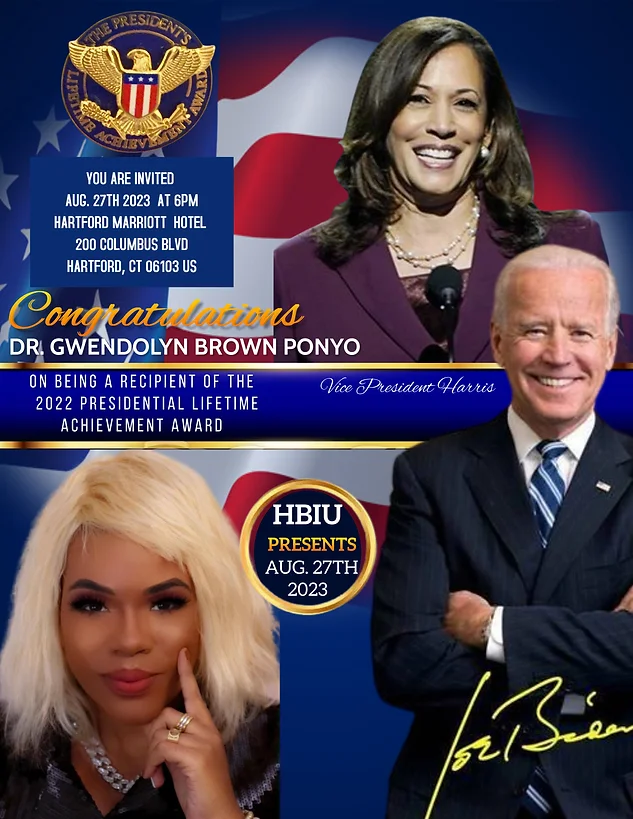 THE PRESIDENT'S
LIFETIME ACHIEVEMENT AWARD
YOU ARE INVITED
AUG. 27TH 2023 AT 6PM
HARTFORD MARRIOTT HOTEL
200 COLUMBUS BLVD
HARTFORD, CT 06103 US
Congratulations
DR. GWENDOLYN BROWN PONYO
ON BEING A RECIPIENT OF THE
2022 PRESIDENTIAL LIFETIME
ACHIEVEMENT AWARD
Vice President Harris
HBIU
PRESENTS
AUG. 27TH
2023
Joe Biden